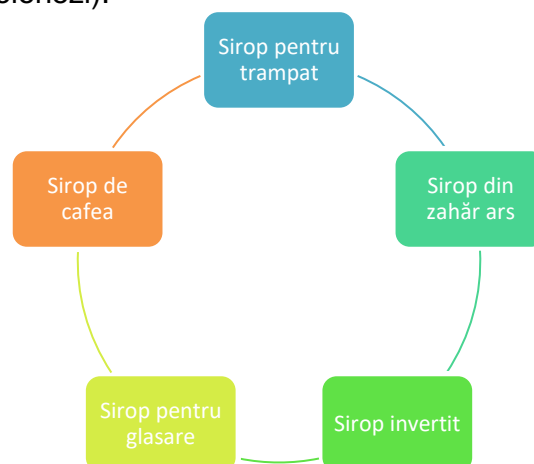 Sirop pentru
trampat
Sirop de
cafea
Sirop din
zahăr ars
Sirop pentru
glasare
Sirop invertit